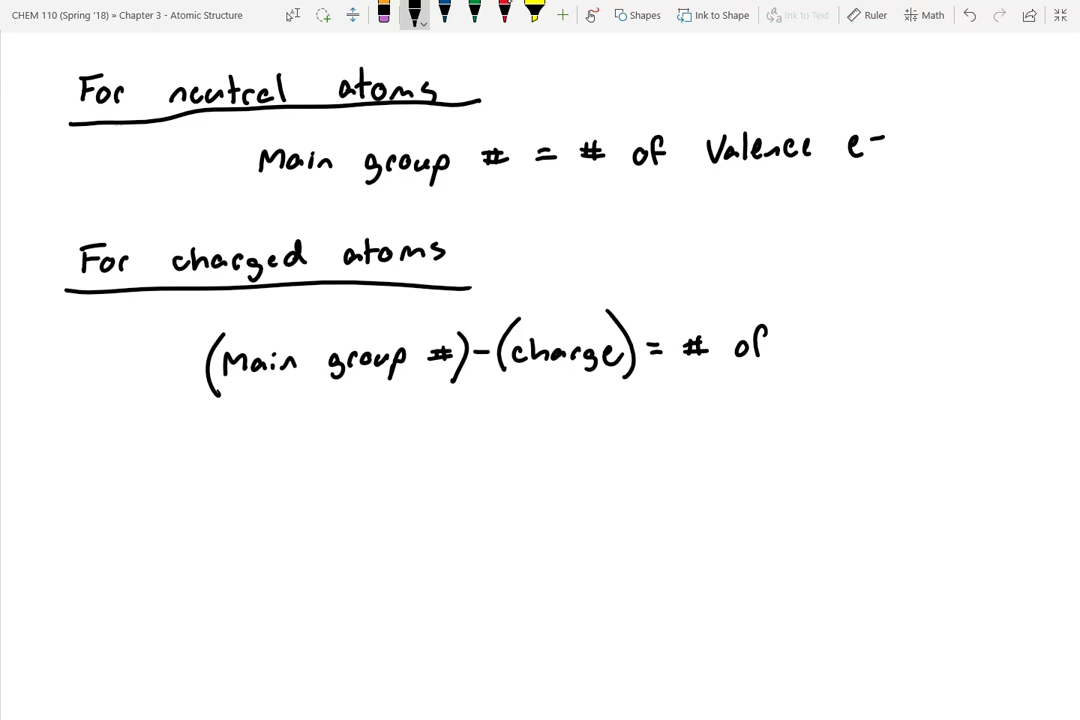 CHEM 110 (Spring '18) » Chapter 3 - Atomic Structure
Shapes Ink to Shape Ink to Text Ruler Math
For neutral atoms
Main group # = # of Valence e-
For charged atoms
(Main group #)-(charge) = # of